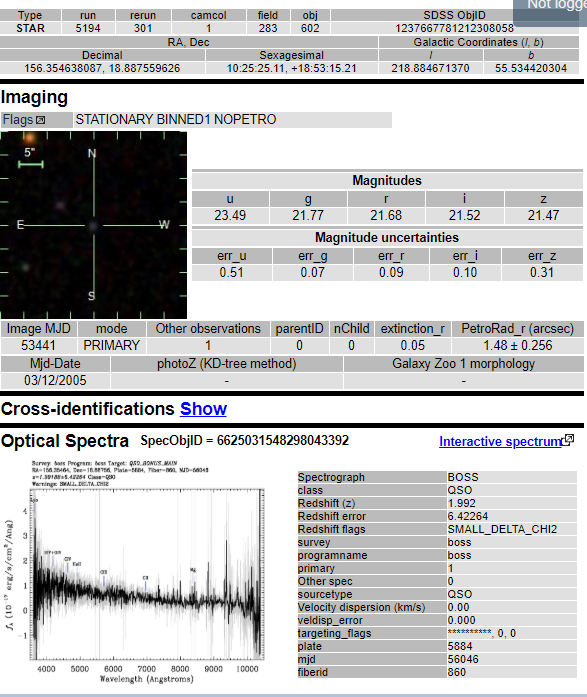 Not logge
Type run rerun camcol field obj SDSS ObjID
STAR 5194 301 1 283 602 1237667781212308058
RA, Dec Galactic Coordinates (l, b)
Decimal Sexagesimal l b
156.354638087, 18.887559626 10:25:25.11, +18:53:15.21 218.884671370 55.534420304
Imaging
Flags STATIONARY BINNED1 NOPETRO
5"
N
E W
S
Magnitudes
u g r i z
23.49 21.77 21.68 21.52 21.47
Magnitude uncertainties
err_u err_g err_r err_i err_z
0.51 0.07 0.09 0.10 0.31
Image MJD mode Other observations parentID nChild extinction_r PetroRad_r (arcsec)
53441 PRIMARY 1 0 0 0.05 1.48 ± 0.256
Mjd-Date photoZ (KD-tree method) Galaxy Zoo 1 morphology
03/12/2005 - -
Cross-identifications Show
Optical Spectra SpecObjID = 6625031548298043392 Interactive spectrum
Survey: boss Program: boss Target: QSO_BONUS_MAIN
RA=156.35464, Dec=18.88756, Plate=5884, Fiber=860, MJD=56046
z=1.99188±6.42264 Class=QSO
Warnings: SMALL_DELTA_CHI2
CIV
CIII
CII
Mg
4
3
2
1
0
-1
4000 5000 6000 7000 8000 9000 10000
Wavelength (Angstroms)
fλ (10⁻¹⁷ erg/s/cm²/Ang)
Spectrograph BOSS
class QSO
Redshift (z) 1.992
Redshift error 6.42264
Redshift flags SMALL_DELTA_CHI2
survey boss
programname boss
primary 1
Other spec 0
sourcetype QSO
Velocity dispersion (km/s) 0.00
veldisp_error 0.000
targeting_flags **********, 0, 0
plate 5884
mjd 56046
fiberid 860